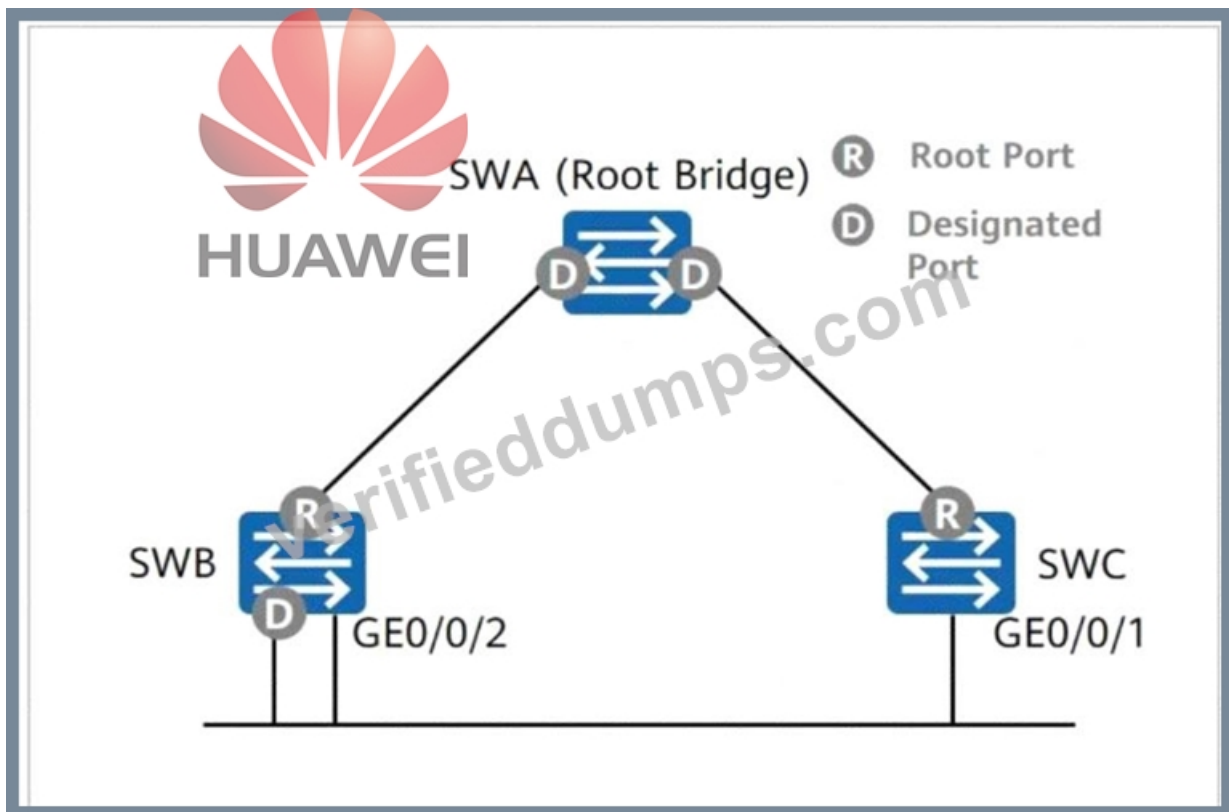 HUAWEI
SWA (Root Bridge)
R Root Port
D Designated
Port
D D
verifieddumps.com
R R
SWB SWC
D
GE0/0/2 GE0/0/1